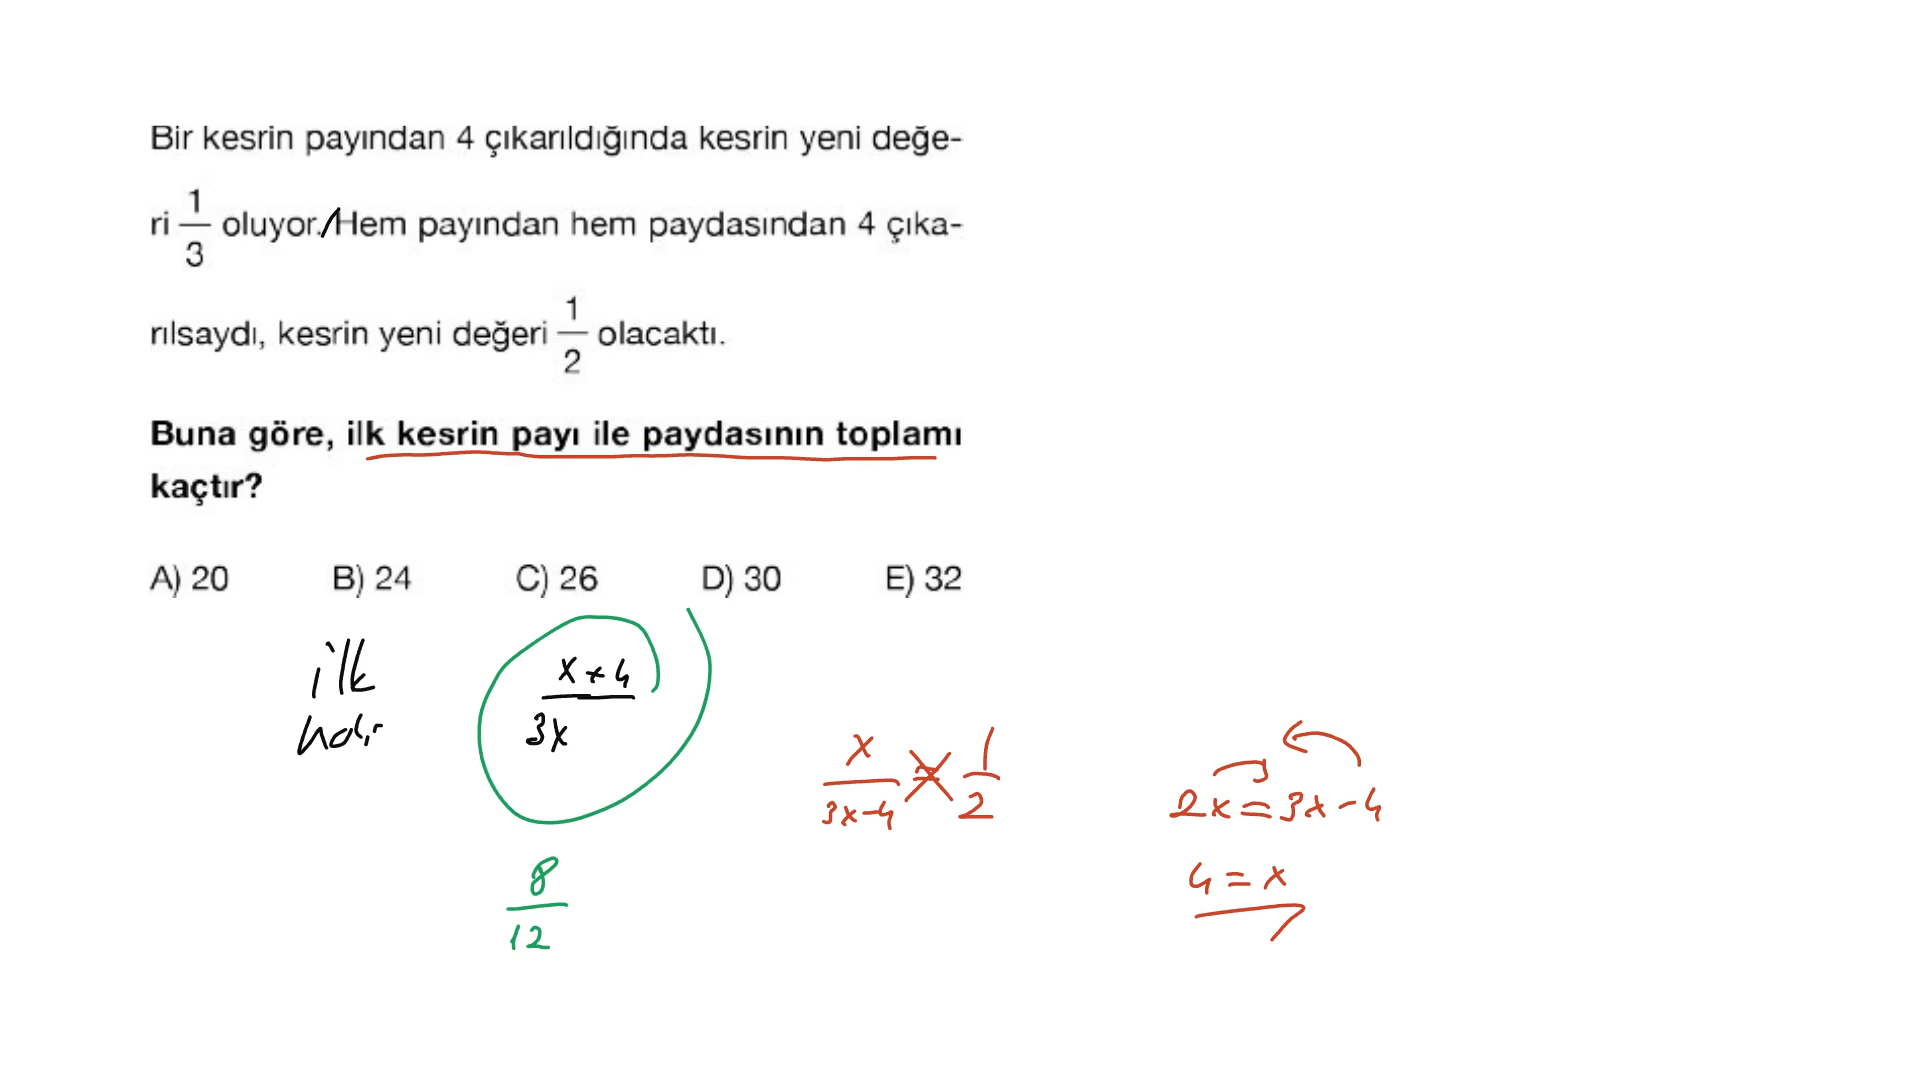 Bir kesrin payından 4 çıkarıldığında kesrin yeni değe-
ri 1/3 oluyor. Hem payından hem paydasından 4 çıka-
rılsaydı, kesrin yeni değeri 1/2 olacaktı.
Buna göre, ilk kesrin payı ile paydasının toplamı
kaçtır?
A) 20 B) 24 C) 26 D) 30 E) 32
ilk
x+4
3x
x/(3x-4) = 1/2
2x = 3x-4
4 = x
8
12